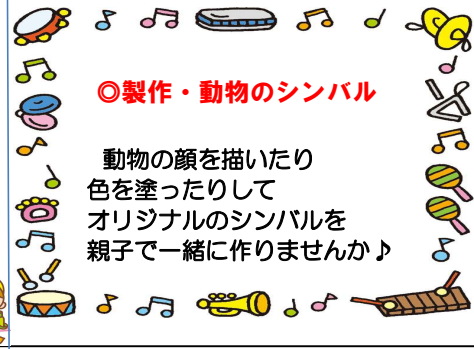 ◎製作・動物のシンバル
動物の顔を描いたり
色を塗ったりして
オリジナルのシンバルを
親子で一緒に作りませんか♪